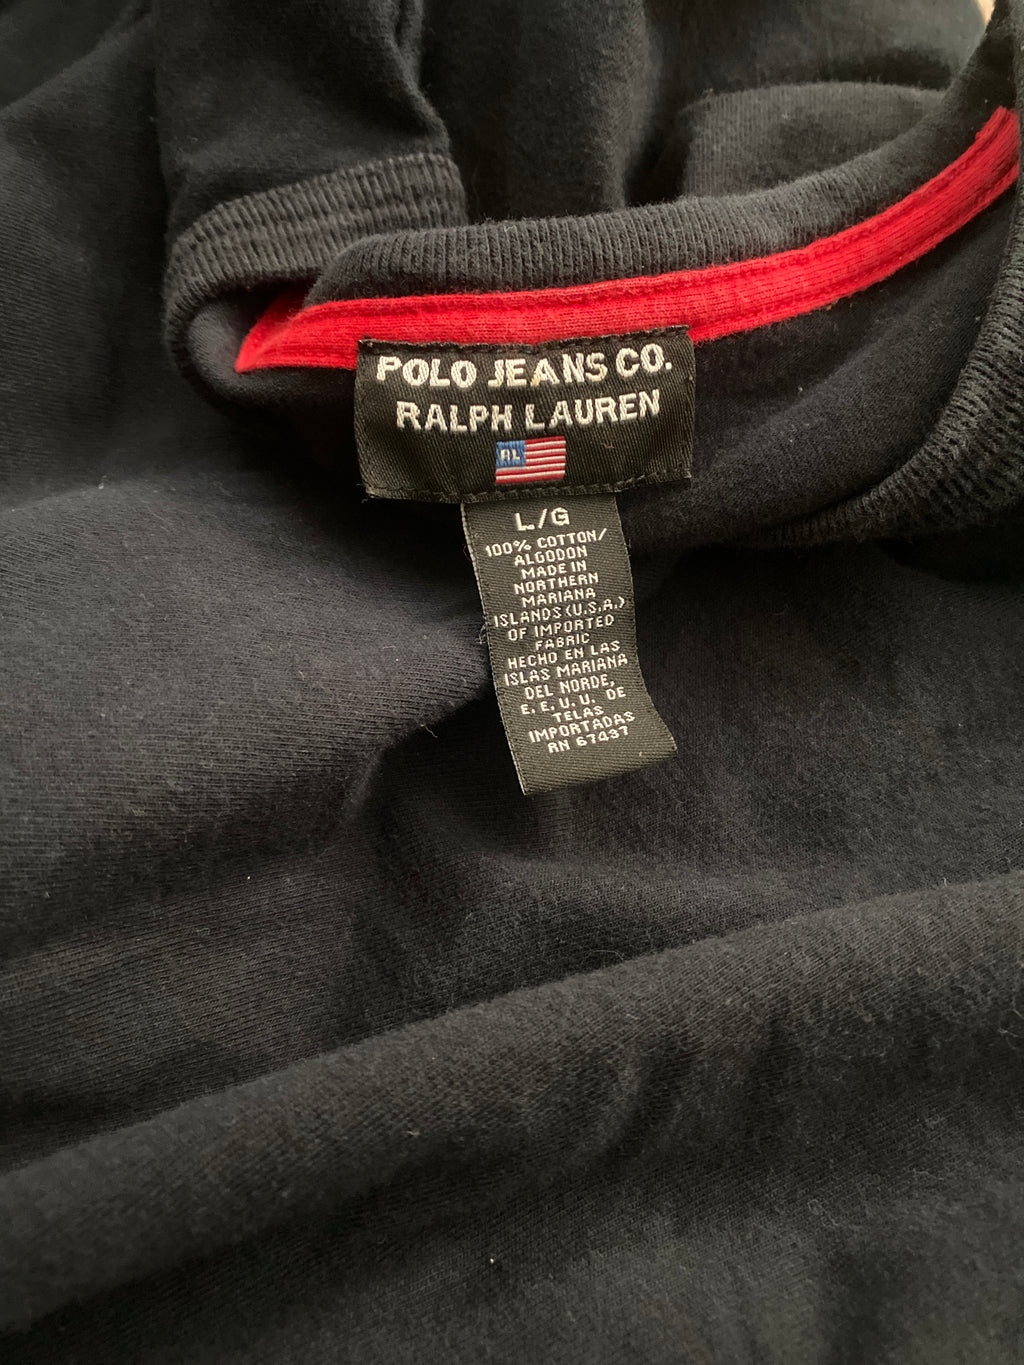 POLO JEANS CO.
RALPH LAUREN
RL
L/G
100% COTTON/
ALGODON
MADE IN
NORTHERN
MARIANA
ISLANDS (U.S.A.)
OF IMPORTED
FABRIC
HECHO EN LAS
ISLAS MARIANA
DEL NORDE,
E. E. U. U. DE
TELAS
IMPORTADAS
RN 67437